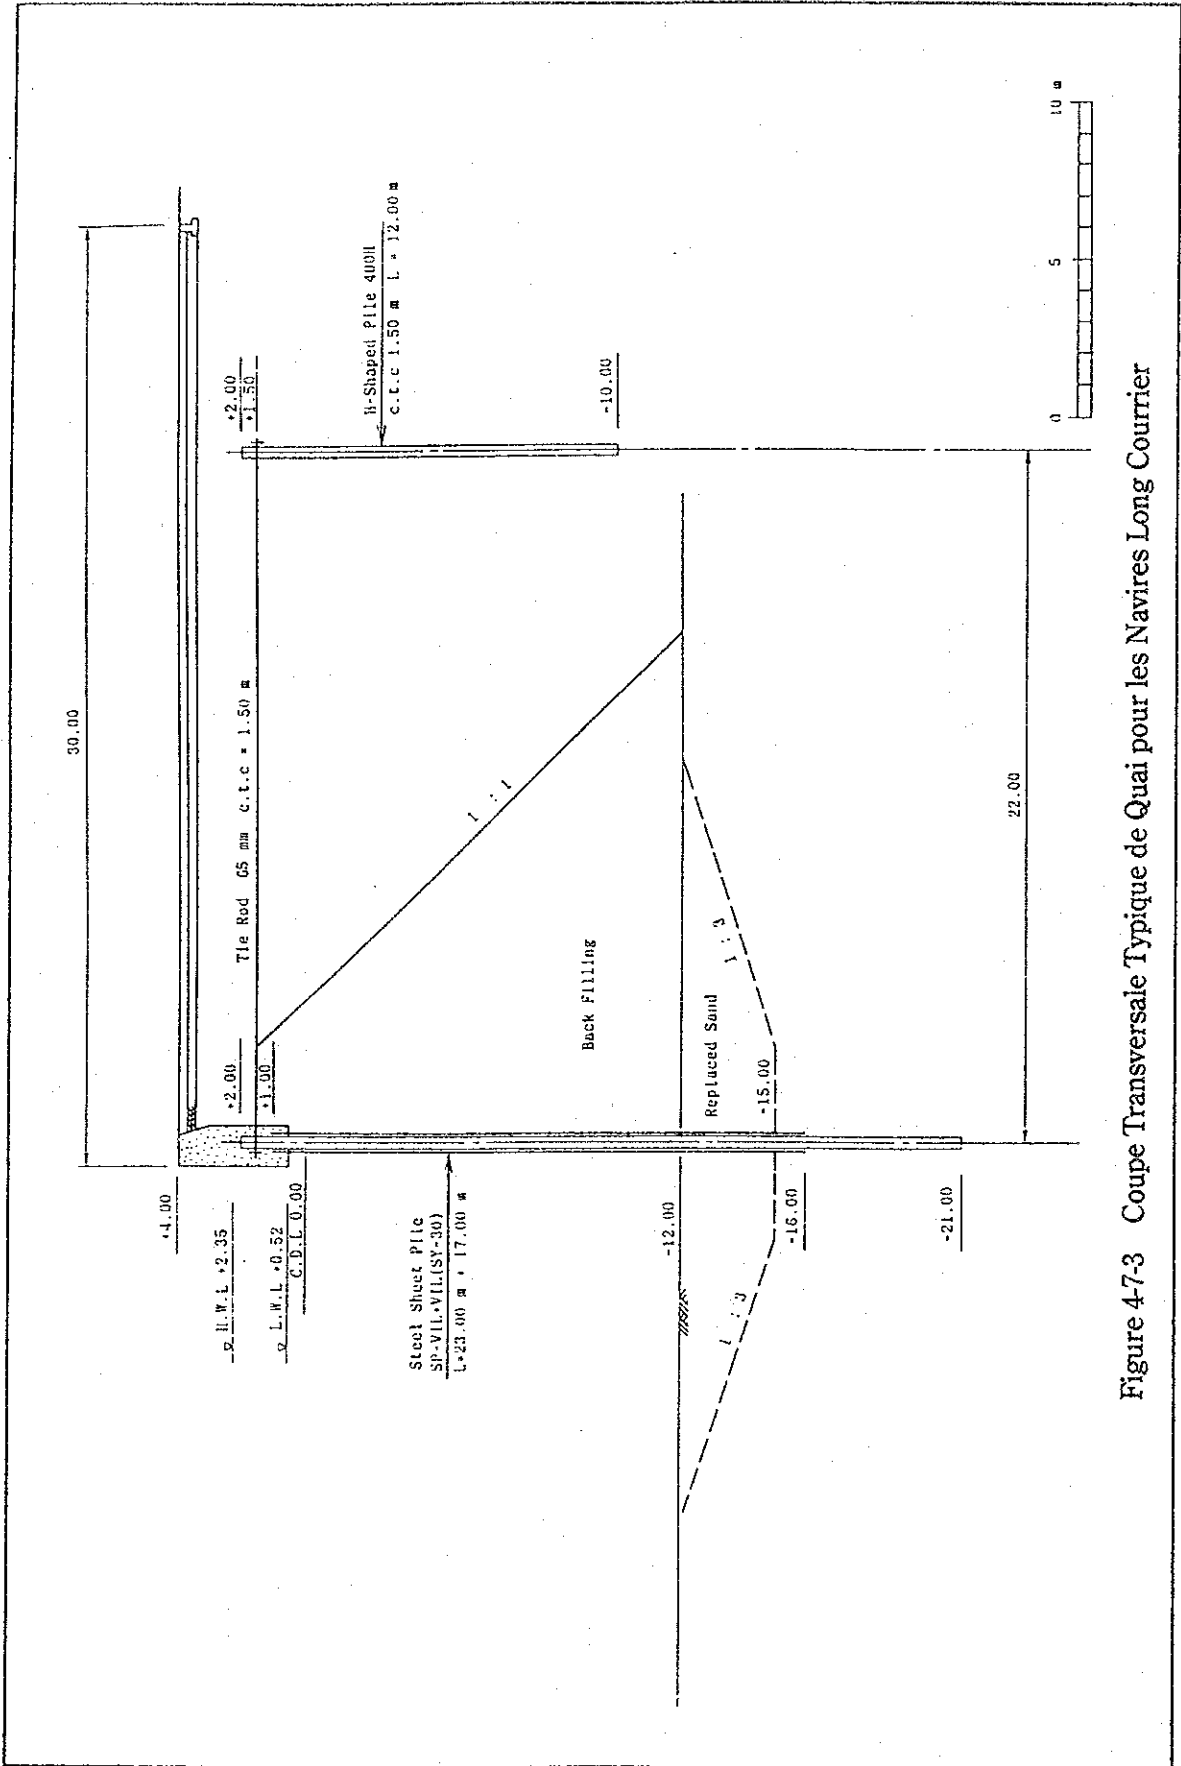 30.00
+4.00
H.W.L +2.35
L.W.L +0.52
C.D.L 0.00
+2.00
+1.00
Tie Rod 65 mm c.t.c = 1.50 m
+2.00
+1.50
H-Shaped Pile 400H
c.t.c 1.50 m L = 12.00 m
-10.00
Steel Sheet Pile
SP-VIL+VIL(SY-30)
L=23.00 m + 17.00 m
1 : 1
Back Filling
-12.00
Replaced Sand
1 : 3
1 : 3
-15.00
-16.00
-21.00
22.00
0 5 10 m
Figure 4-7-3 Coupe Transversale Typique de Quai pour les Navires Long Courrier